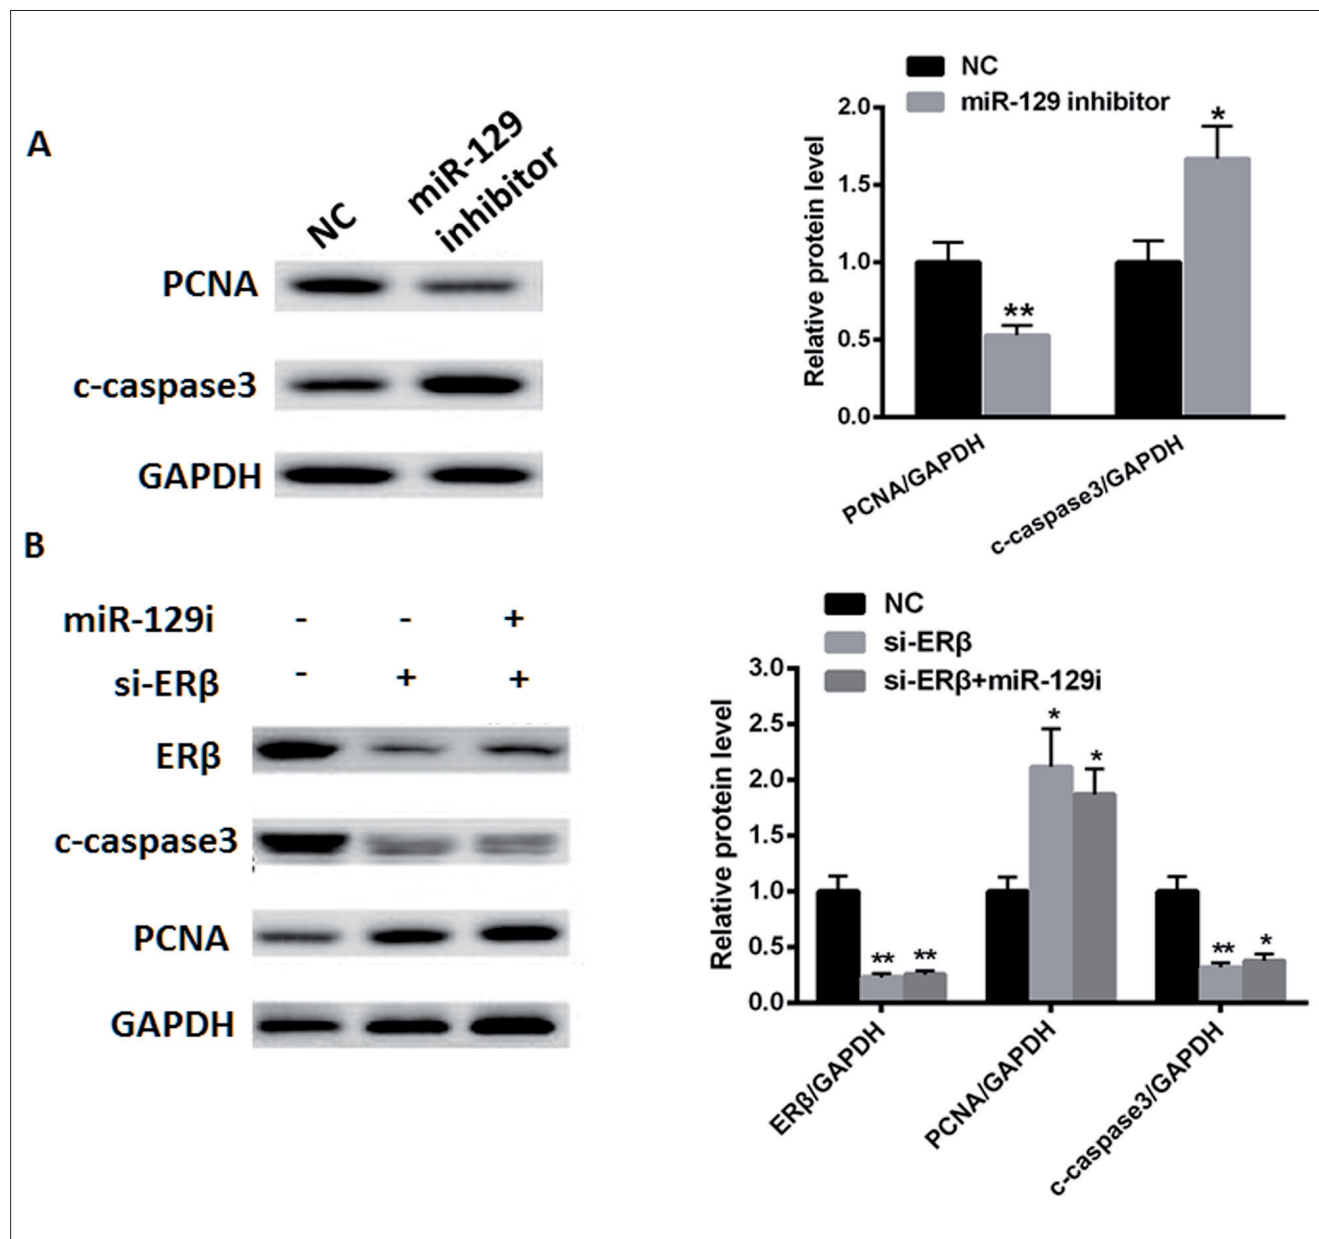 A
NC
miR-129
inhibitor
PCNA
c-caspase3
GAPDH
NC
miR-129 inhibitor
Relative protein level
2.0
*
1.5
1.0
**
0.5
0.0
PCNA/GAPDH
c-caspase3/GAPDH
B
miR-129i - - +
si-ERβ - + +
ERβ
c-caspase3
PCNA
GAPDH
NC
si-ERβ
si-ERβ+miR-129i
Relative protein level
3.0
2.5
*
2.0
*
1.5
1.0
0.5
** ** ** *
0.0
ERβ/GAPDH
PCNA/GAPDH
c-caspase3/GAPDH